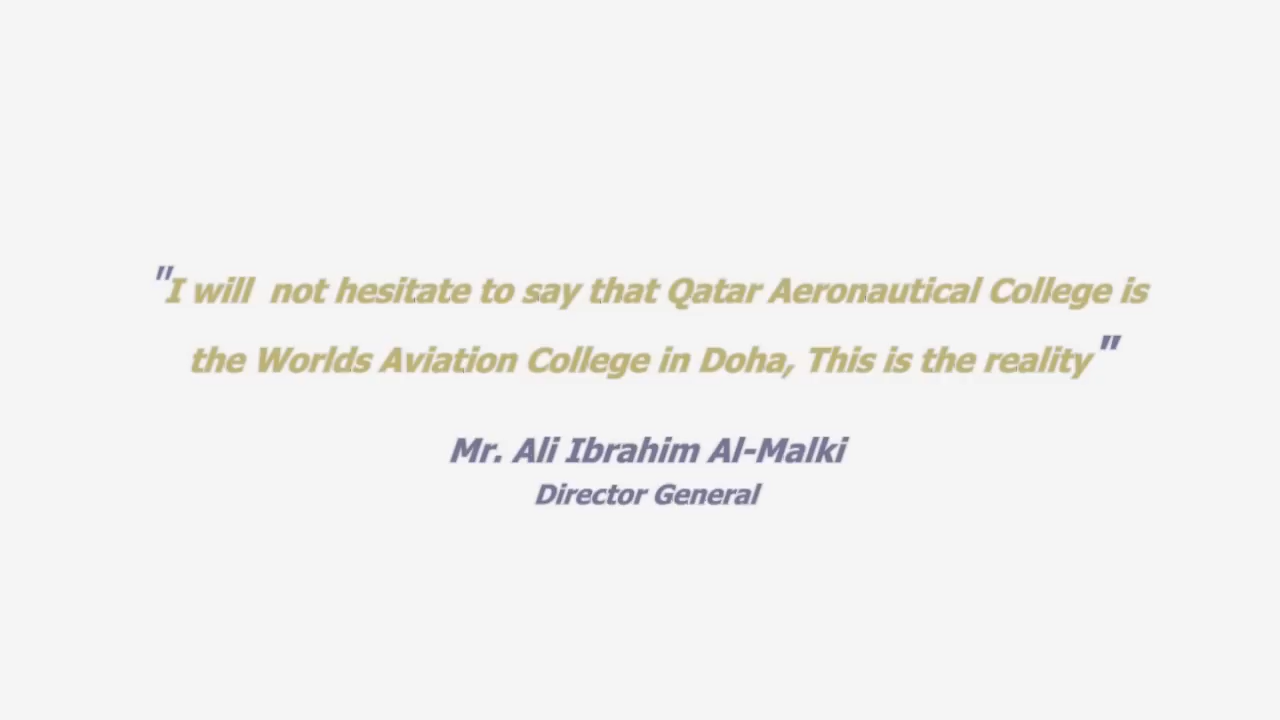 "I will  not hesitate to say that Qatar Aeronautical College is
the Worlds Aviation College in Doha, This is the reality"
Mr. Ali Ibrahim Al-Malki
Director General